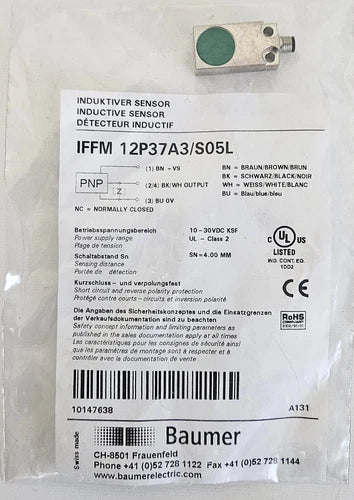 INDUKTIVER SENSOR
INDUCTIVE SENSOR
DÉTECTEUR INDUCTIF
IFFM 12P37A3/S05L
(1) BN +VS BN = BRAUN/BROWN/BRUN
PNP Z (2/4) BK/WH OUTPUT BK = SCHWARZ/BLACK/NOIR
WH = WEISS/WHITE/BLANC
(3) BU 0V BU = Blau/blue/bleu
NC = NORMALLY CLOSED
Betriebsspannungsbereich 10-30VDC KSF
Power supply range UL - Class 2
Plage de tension
Schaltabstand Sn SN=4.00 MM
Sensing distance
Portée de détection
C UL US
LISTED
IND. CONT. EQ.
10D2
Kurzschluss- und verpolungsfest
Short circuit and reverse polarity protection
Protégé contre courts-circuits et inversion polarité
CE
Die Angaben des Sicherheitskonzeptes und die Einsatzgrenzen
der Verkaufsdokumentation sind zu beachten
Safety concept information and limiting parameters as
published in the sales documentation apply at all times
Les caractéristiques pour les consignes de sécurité ainsi
que les paramètres de montage sont à respecter et à
contrôler avec la documentation de vente
RoHS
10147638 A131
Swiss made
Baumer
CH-8501 Frauenfeld
Phone +41 (0)52 728 1122 Fax +41 (0)52 728 1144
www.baumerelectric.com